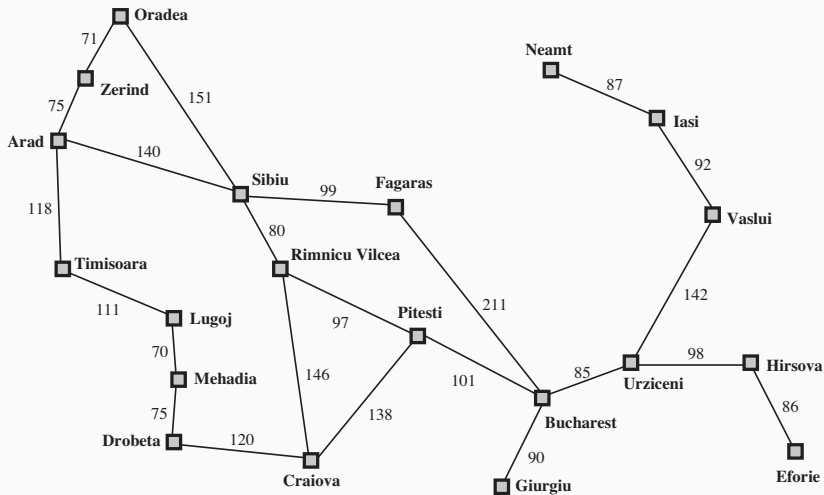 Oradea
71
Neamt
Zerind
87
75
151
Iasi
Arad
140
92
Sibiu
Fagaras
99
118
Vaslui
80
Timisoara
Rimnicu Vilcea
142
111
Lugoj
Pitesti
211
97
70
98
Hirsova
Mehadia
146
101
85
Urziceni
75
138
86
Bucharest
120
Drobeta
90
Craiova
Eforie
Giurgiu